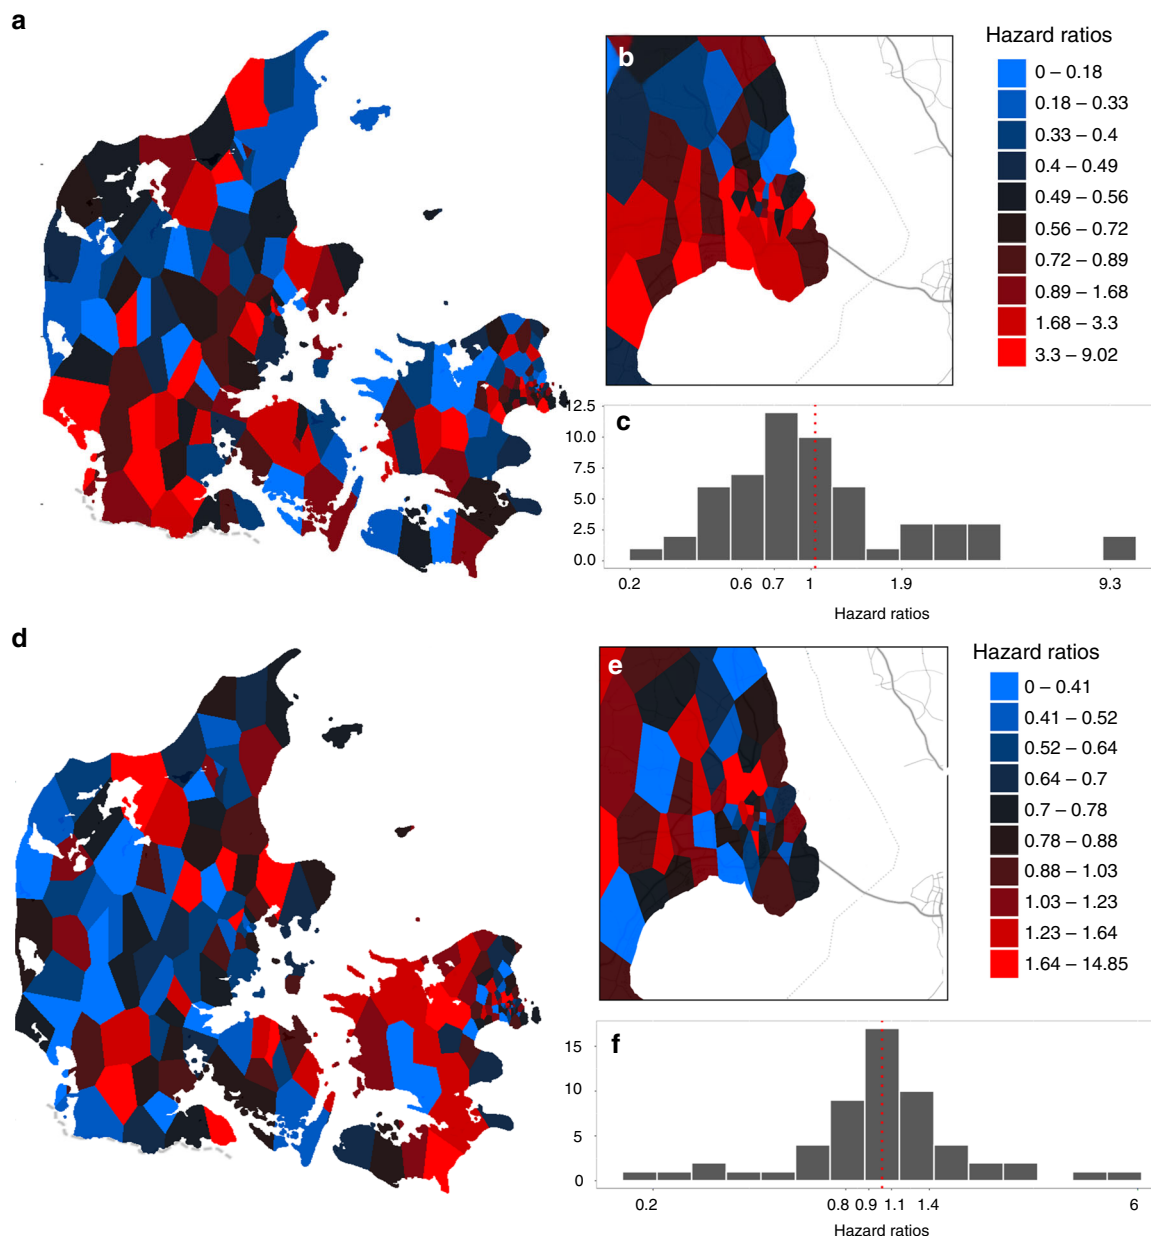 a
b
Hazard ratios
0 – 0.18
0.18 – 0.33
0.33 – 0.4
0.4 – 0.49
0.49 – 0.56
0.56 – 0.72
0.72 – 0.89
0.89 – 1.68
1.68 – 3.3
3.3 – 9.02
c
12.5
10.0
7.5
5.0
2.5
0.0
0.2 0.6 0.7 1 1.9 9.3
Hazard ratios
d
e
Hazard ratios
0 – 0.41
0.41 – 0.52
0.52 – 0.64
0.64 – 0.7
0.7 – 0.78
0.78 – 0.88
0.88 – 1.03
1.03 – 1.23
1.23 – 1.64
1.64 – 14.85
f
15
10
5
0
0.2 0.8 0.9 1.1 1.4 6
Hazard ratios